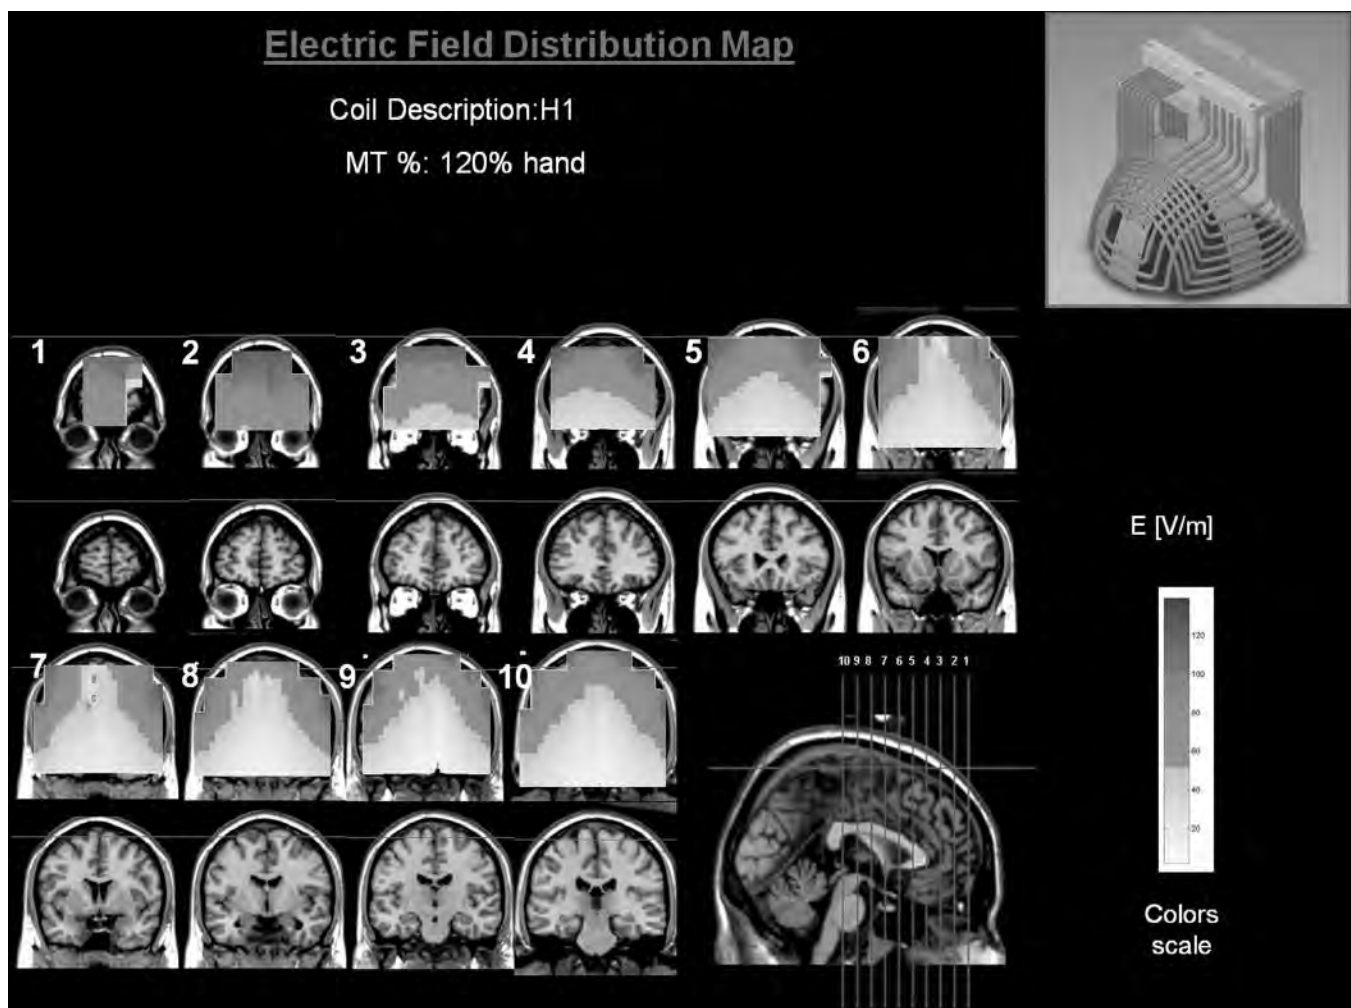 Electric Field Distribution Map
Coil Description:H1
MT %: 120% hand
1 2 3 4 5 6
E [V/m]
120
100
80
60
40
20
7 8 9 10
10 9 8 7 6 5 4 3 2 1
Colors
scale